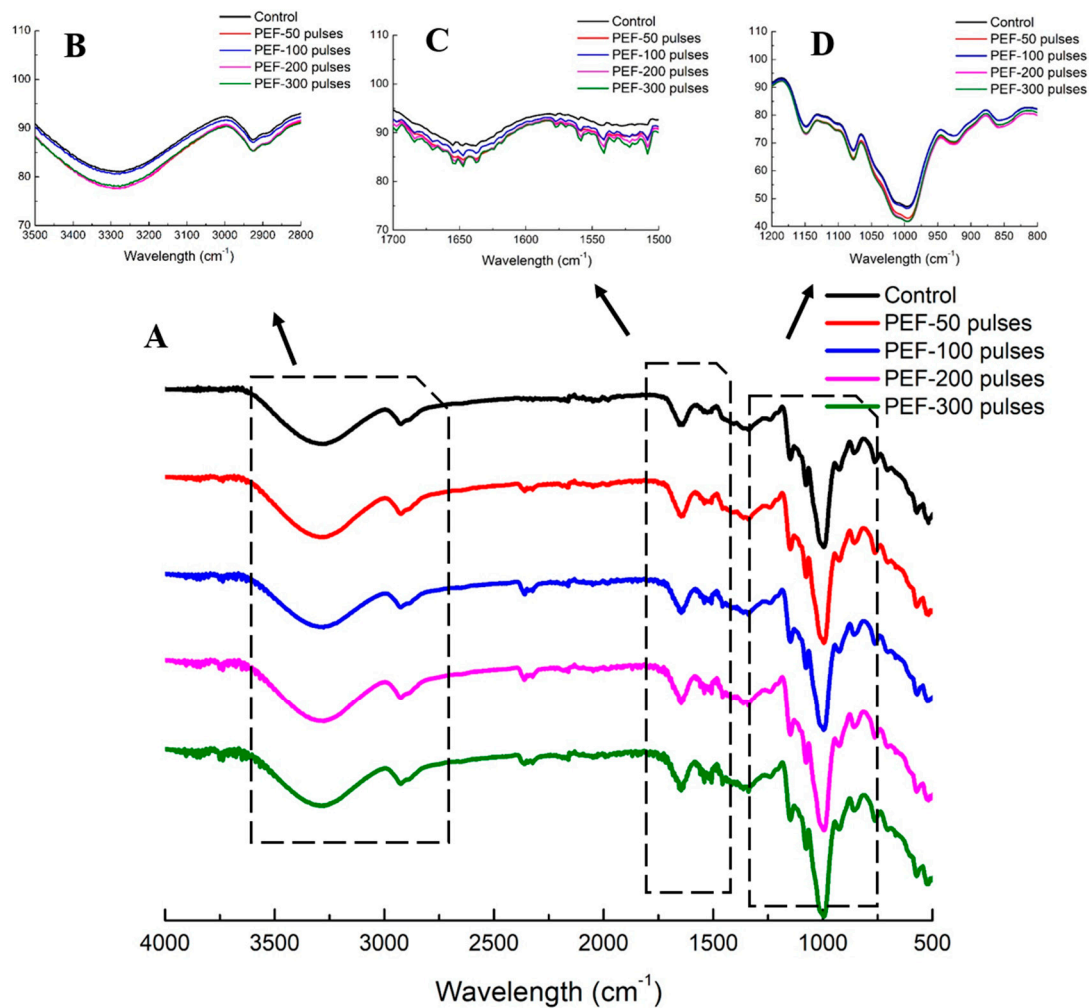 B
Control
PEF-50 pulses
PEF-100 pulses
PEF-200 pulses
PEF-300 pulses
110
100
90
80
70
3500 3400 3300 3200 3100 3000 2900 2800
Wavelength (cm-1)
C
Control
PEF-50 pulses
PEF-100 pulses
PEF-200 pulses
PEF-300 pulses
110
100
90
80
70
1700 1650 1600 1550 1500
Wavelength (cm-1)
D
Control
PEF-50 pulses
PEF-100 pulses
PEF-200 pulses
PEF-300 pulses
110
100
90
80
70
60
50
40
1200 1150 1100 1050 1000 950 900 850 800
Wavelength (cm-1)
A
Control
PEF-50 pulses
PEF-100 pulses
PEF-200 pulses
PEF-300 pulses
4000 3500 3000 2500 2000 1500 1000 500
Wavelength (cm-1)